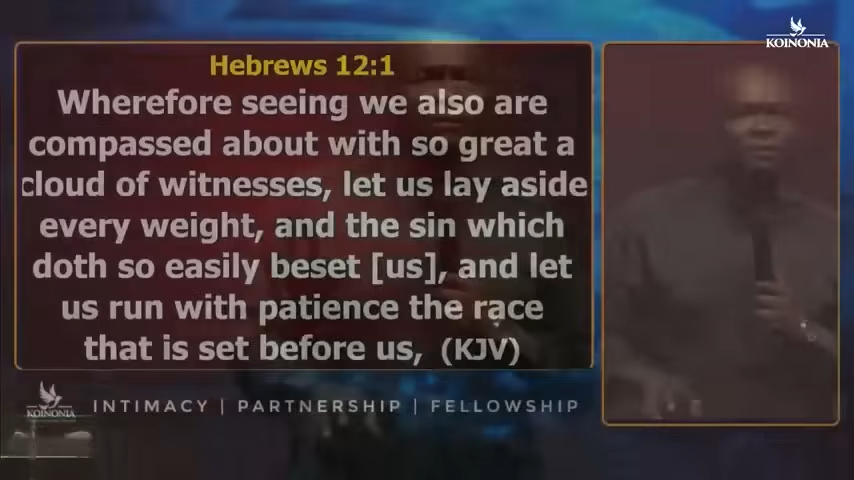 KOINONIA
Hebrews 12:1
Wherefore seeing we also are
compassed about with so great a
cloud of witnesses, let us lay aside
every weight, and the sin which
doth so easily beset [us], and let
us run with patience the race
that is set before us, (KJV)
KOINONIA
INTIMACY | PARTNERSHIP | FELLOWSHIP